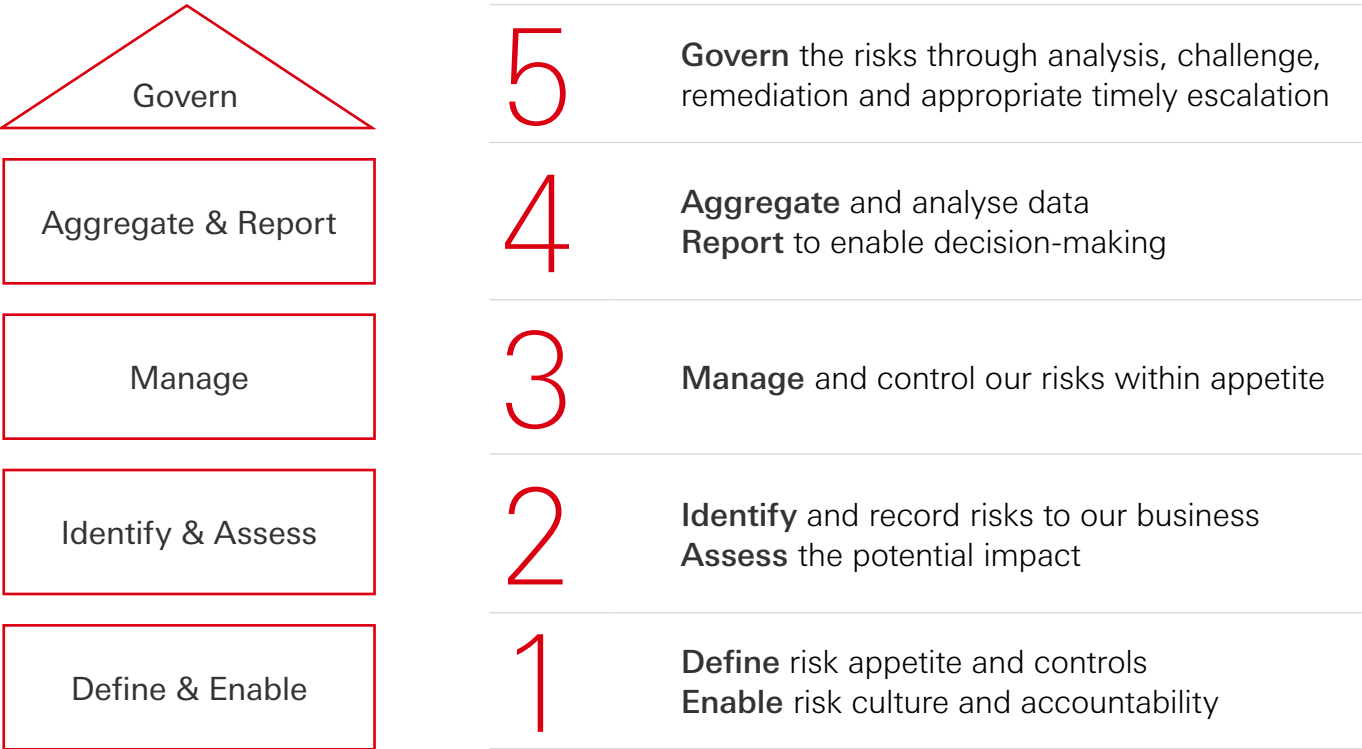 Govern
5
Govern the risks through analysis, challenge,
remediation and appropriate timely escalation
Aggregate & Report
4
Aggregate and analyse data
Report to enable decision-making
Manage
3
Manage and control our risks within appetite
Identify & Assess
2
Identify and record risks to our business
Assess the potential impact
Define & Enable
1
Define risk appetite and controls
Enable risk culture and accountability